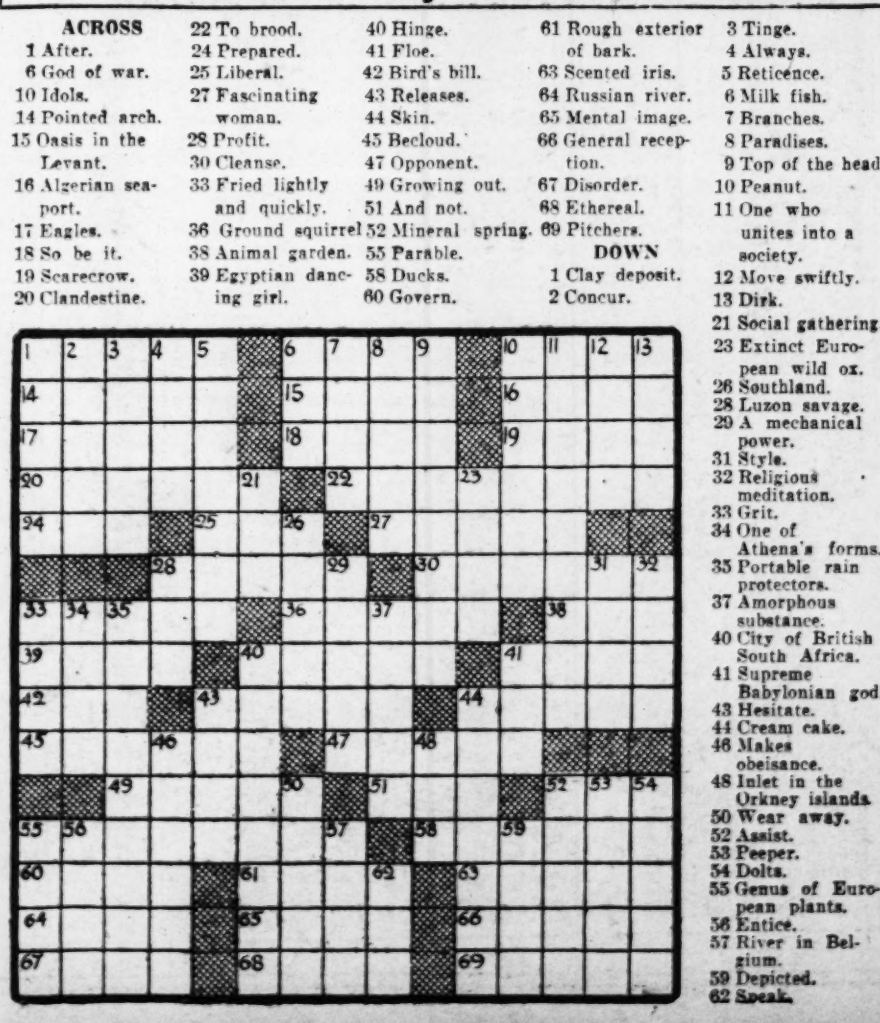 ACROSS
1 After.
6 God of war.
10 Idols.
14 Pointed arch.
15 Oasis in the
Levant.
16 Algerian sea-
port.
17 Eagles.
18 So be it.
19 Scarecrow.
20 Clandestine.
22 To brood.
24 Prepared.
25 Liberal.
27 Fascinating
woman.
28 Profit.
30 Cleanse.
33 Fried lightly
and quickly.
36 Ground squirrel
38 Animal garden.
39 Egyptian danc-
ing girl.
40 Hinge.
41 Floe.
42 Bird's bill.
43 Releases.
44 Skin.
45 Becloud.
47 Opponent.
49 Growing out.
51 And not.
52 Mineral spring.
55 Parable.
58 Ducks.
60 Govern.
61 Rough exterior
of bark.
63 Scented iris.
64 Russian river.
65 Mental image.
66 General recep-
tion.
67 Disorder.
68 Ethereal.
69 Pitchers.
DOWN
1 Clay deposit.
2 Concur.
3 Tinge.
4 Always.
5 Reticence.
6 Milk fish.
7 Branches.
8 Paradises.
9 Top of the head
10 Peanut.
11 One who
unites into a
society.
12 Move swiftly.
13 Dirk.
21 Social gathering
23 Extinct Euro-
pean wild ox.
26 Southland.
28 Luzon savage.
29 A mechanical
power.
31 Style.
32 Religious
meditation.
33 Grit.
34 One of
Athena's forms.
35 Portable rain
protectors.
37 Amorphous
substance.
40 City of British
South Africa.
41 Supreme
Babylonian god
43 Hesitate.
44 Cream cake.
46 Makes
obeisance.
48 Inlet in the
Orkney islands
50 Wear away.
52 Assist.
53 Peeper.
54 Dolts.
55 Genus of Euro-
pean plants.
56 Entice.
57 River in Bel-
gium.
59 Depicted.
62 Speak.
1 2 3 4 5 6 7 8 9 10 11 12 13
14 15 16
17 18 19
20 21 22 23
24 25 26 27
28 29 30 31 32
33 34 35 36 37 38
39 40 41
42 43 44
45 46 47 48
49 50 51 52 53 54
55 56 57 58 59
60 61 62 63
64 65 66
67 68 69